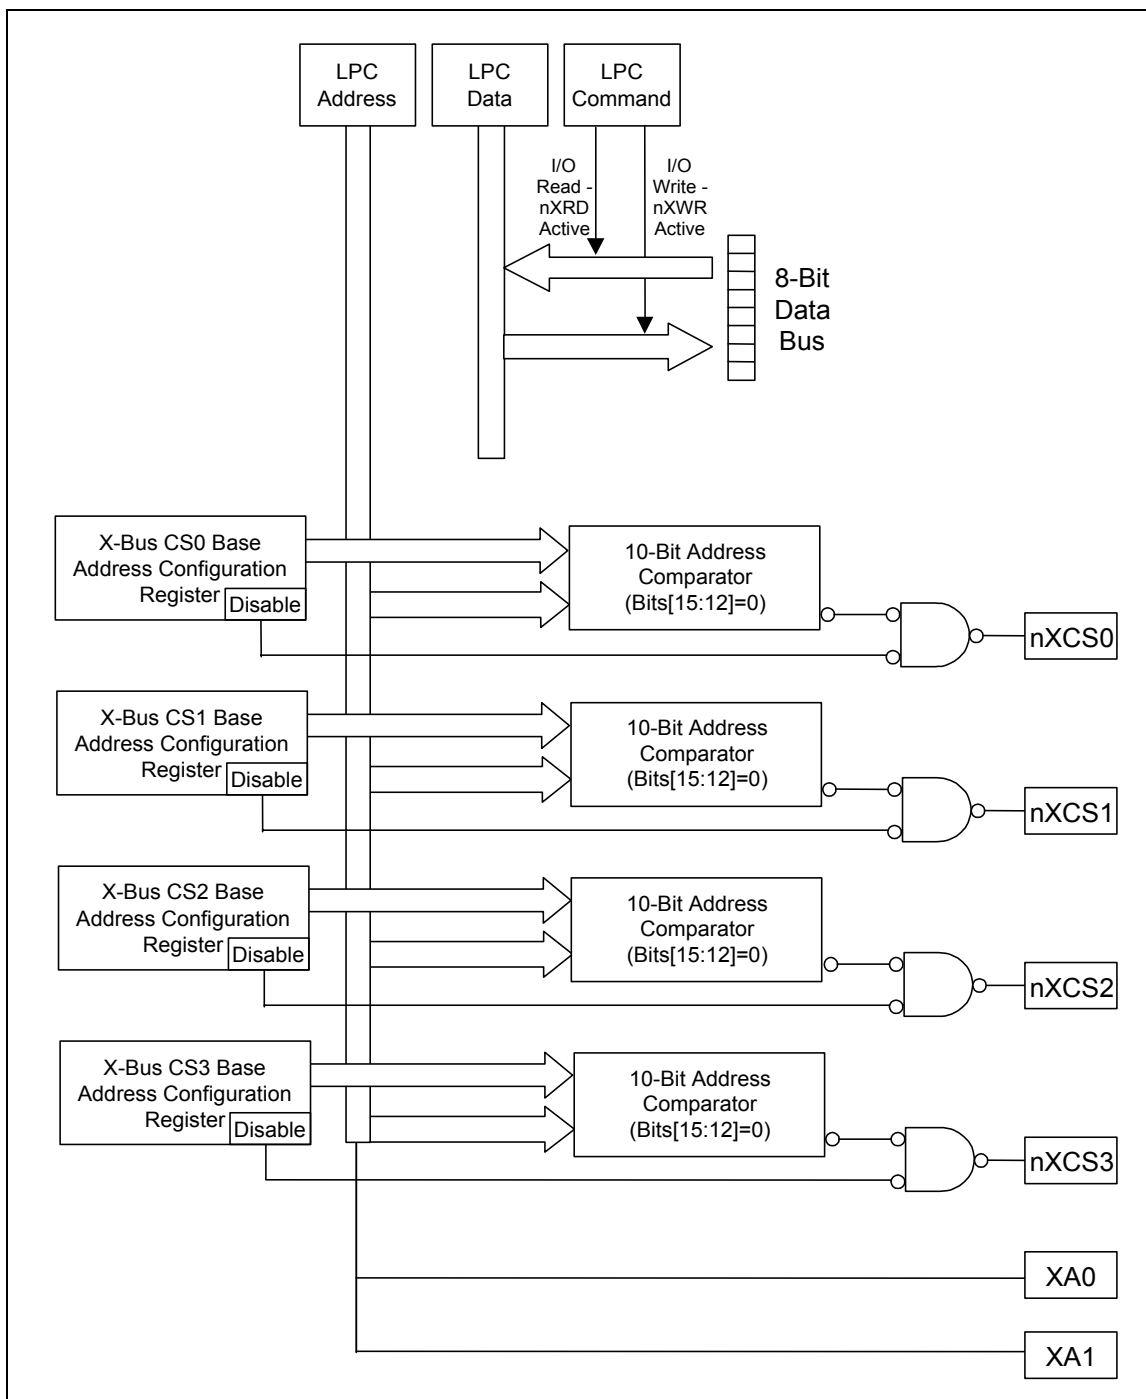 LPC
Address
LPC
Data
LPC
Command
I/O
Read -
nXRD
Active
I/O
Write -
nXWR
Active
8-Bit
Data
Bus
X-Bus CS0 Base
Address Configuration
Register
Disable
10-Bit Address
Comparator
(Bits[15:12]=0)
nXCS0
X-Bus CS1 Base
Address Configuration
Register
Disable
10-Bit Address
Comparator
(Bits[15:12]=0)
nXCS1
X-Bus CS2 Base
Address Configuration
Register
Disable
10-Bit Address
Comparator
(Bits[15:12]=0)
nXCS2
X-Bus CS3 Base
Address Configuration
Register
Disable
10-Bit Address
Comparator
(Bits[15:12]=0)
nXCS3
XA0
XA1